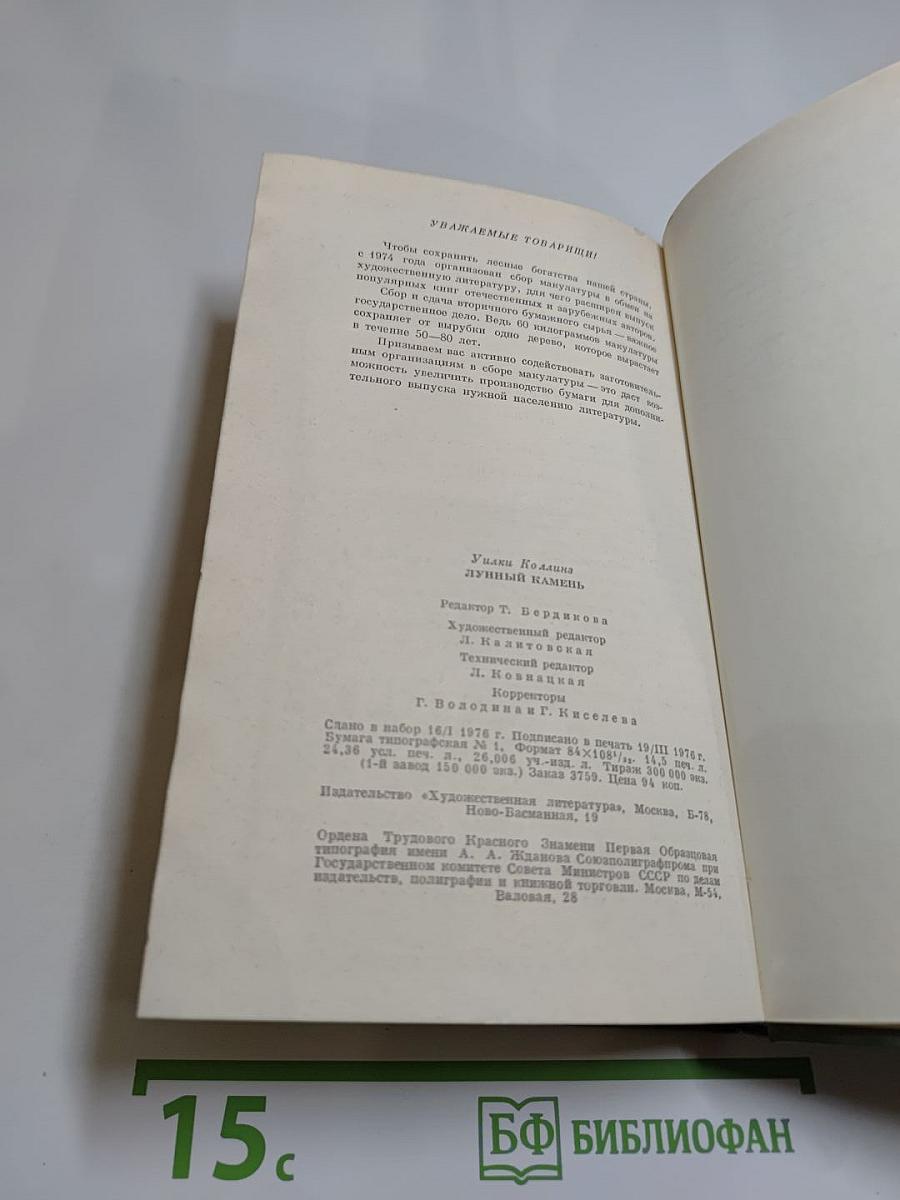 УВАЖАЕМЫЕ ТОВАРИЩИ!
Чтобы сохранить лесные богатства нашей страны,
с 1974 года организован сбор макулатуры в обмен на
художественную литературу, для чего расширен выпуск
популярных книг отечественных и зарубежных авторов.
Сбор и сдача вторичного бумажного сырья — важное
государственное дело. Ведь 60 килограммов макулатуры
сохраняет от вырубки одно дерево, которое вырастает
в течение 50—80 лет.
Призываем вас активно содействовать заготовитель-
ным организациям в сборе макулатуры — это даст воз-
можность увеличить производство бумаги для дополни-
тельного выпуска нужной населению литературы.
Уилки Коллинз
ЛУННЫЙ КАМЕНЬ
Редактор Т. Бердикова
Художественный редактор
Л. Калитовская
Технический редактор
Л. Ковнацкая
Корректоры
Г. Володина и Г. Киселева
Сдано в набор 16/I 1976 г. Подписано в печать 19/III 1976 г.
Бумага типографская № 1. Формат 84×108¹/₃₂. 14,5 печ. л.
24,36 усл. печ. л., 26,006 уч.-изд. л. Тираж 300 000 экз.
(1-й завод 150 000 экз.) Заказ 3759. Цена 94 коп.
Издательство «Художественная литература», Москва, Б-78,
Ново-Басманная, 19
Ордена Трудового Красного Знамени Первая Образцовая
типография имени А. А. Жданова Союзполиграфпрома при
Государственном комитете Совета Министров СССР по делам
издательств, полиграфии и книжной торговли. Москва, М-54,
Валовая, 28
15 с
БФ БИБЛИОФАН